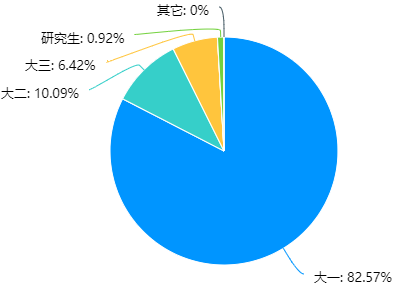 其它: 0%
研究生: 0.92%
大三: 6.42%
大二: 10.09%
大一: 82.57%